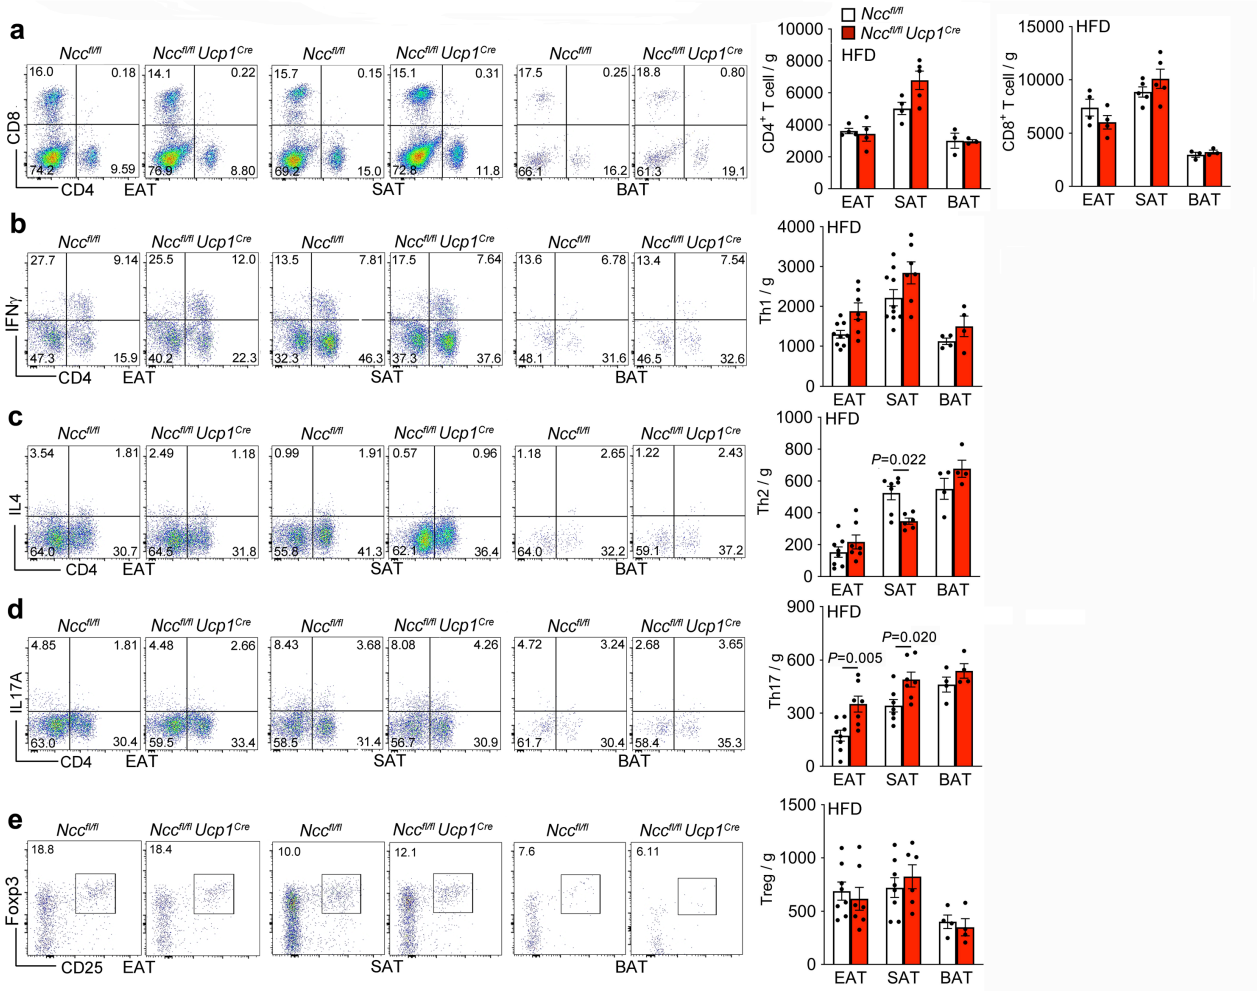 a
Ncc^fl/fl Ncc^fl/fl Ucp1^Cre Ncc^fl/fl Ncc^fl/fl Ucp1^Cre Ncc^fl/fl Ncc^fl/fl Ucp1^Cre
16.0 0.18 14.1 0.22 15.7 0.15 15.1 0.31 17.5 0.25 18.8 0.80
CD8
74.2 9.59 76.9 8.80 69.2 15.0 72.8 11.8 66.1 16.2 61.3 19.1
CD4 EAT SAT BAT
Ncc^fl/fl
Ncc^fl/fl Ucp1^Cre
HFD
CD4+ T cell / g
10000
8000
6000
4000
2000
0
EAT SAT BAT
HFD
CD8+ T cell / g
15000
10000
5000
0
EAT SAT BAT
b
Ncc^fl/fl Ncc^fl/fl Ucp1^Cre Ncc^fl/fl Ncc^fl/fl Ucp1^Cre Ncc^fl/fl Ncc^fl/fl Ucp1^Cre
27.7 9.14 25.5 12.0 13.5 7.81 17.5 7.64 13.6 6.78 13.4 7.54
IFNγ
47.3 15.9 40.2 22.3 32.3 46.3 37.3 37.6 48.1 31.6 46.5 32.6
CD4 EAT SAT BAT
HFD
Th1 / g
4000
3000
2000
1000
0
EAT SAT BAT
c
Ncc^fl/fl Ncc^fl/fl Ucp1^Cre Ncc^fl/fl Ncc^fl/fl Ucp1^Cre Ncc^fl/fl Ncc^fl/fl Ucp1^Cre
3.54 1.81 2.49 1.18 0.99 1.91 0.57 0.96 1.18 2.65 1.22 2.43
IL4
64.0 30.7 64.5 31.8 55.8 41.3 62.1 36.4 64.0 32.2 59.1 37.2
CD4 EAT SAT BAT
HFD
P=0.022
Th2 / g
1000
800
600
400
200
0
EAT SAT BAT
d
Ncc^fl/fl Ncc^fl/fl Ucp1^Cre Ncc^fl/fl Ncc^fl/fl Ucp1^Cre Ncc^fl/fl Ncc^fl/fl Ucp1^Cre
4.85 1.81 4.48 2.66 8.43 3.68 8.08 4.26 4.72 3.24 2.68 3.65
IL17A
63.0 30.4 59.5 33.4 58.5 31.4 56.7 30.9 61.7 30.4 58.4 35.3
CD4 EAT SAT BAT
HFD
P=0.020
P=0.005
Th17 / g
900
600
300
0
EAT SAT BAT
e
Ncc^fl/fl Ncc^fl/fl Ucp1^Cre Ncc^fl/fl Ncc^fl/fl Ucp1^Cre Ncc^fl/fl Ncc^fl/fl Ucp1^Cre
18.8 18.4 10.0 12.1 7.6 6.11
Foxp3
CD25 EAT SAT BAT
HFD
Treg / g
1500
1000
500
0
EAT SAT BAT